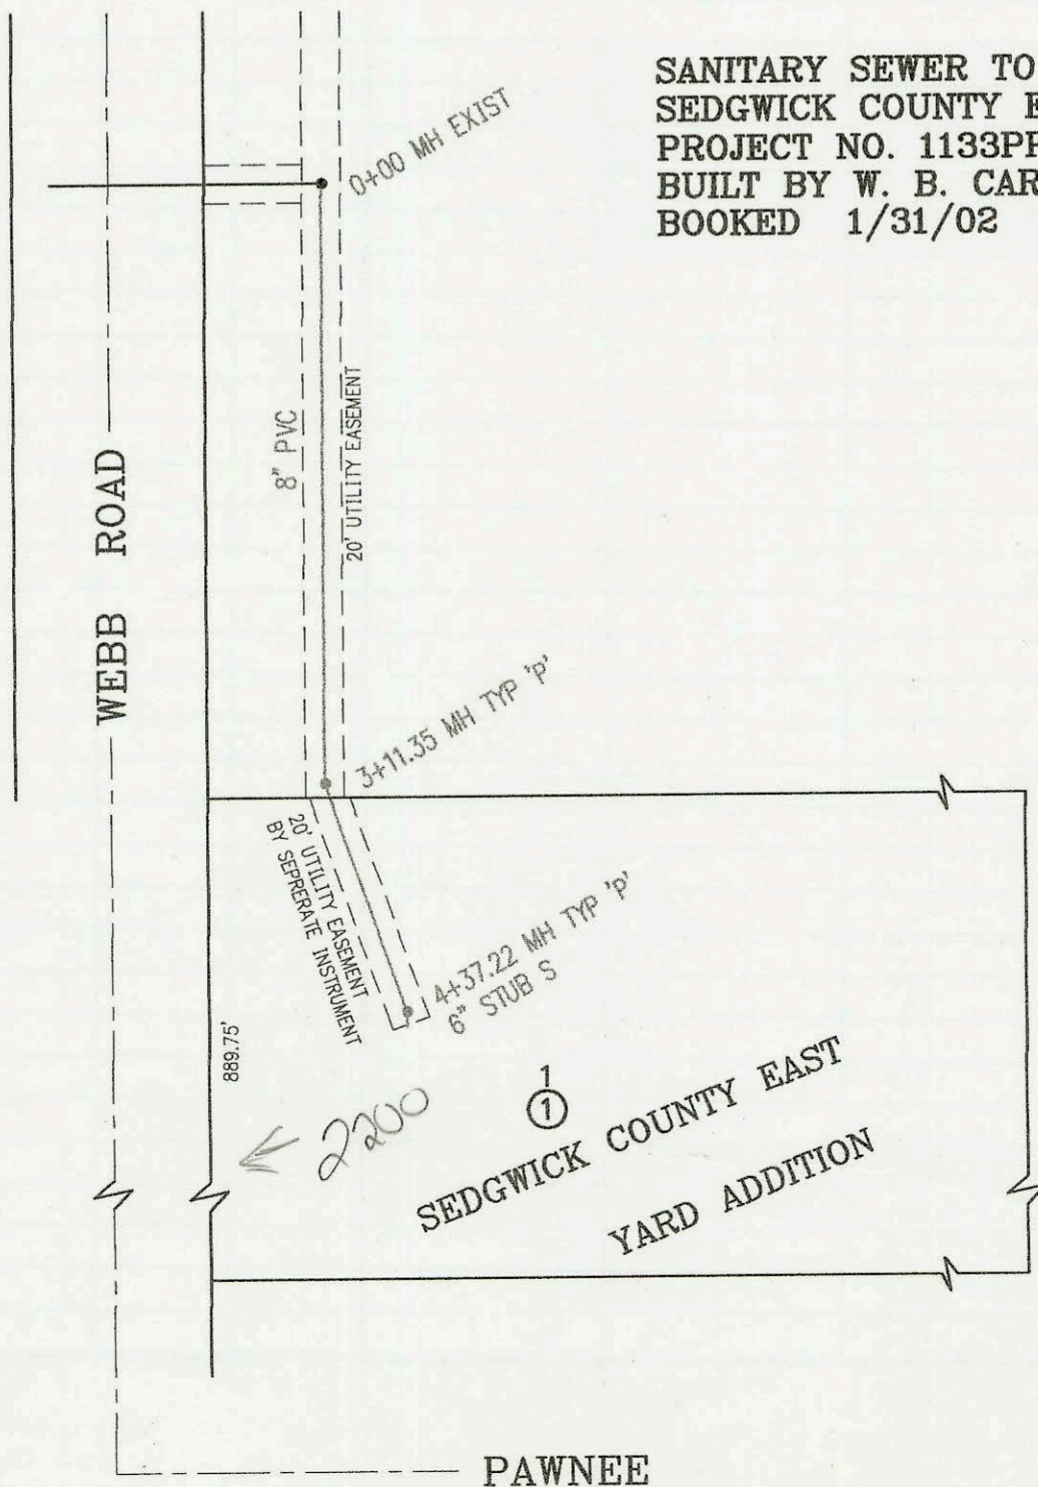 SANITARY SEWER TO
SEDGWICK COUNTY E
PROJECT NO. 1133PP
BUILT BY W. B. CAR
BOOKED 1/31/02
0+00 MH EXIST
8" PVC
20' UTILITY EASEMENT
WEBB ROAD
3+11.35 MH TYP 'P'
20' UTILITY EASEMENT
BY SEPRERATE INSTRUMENT
4+37.22 MH TYP 'P'
6" STUB S
889.75'
2200
1
1
SEDGWICK COUNTY EAST
YARD ADDITION
PAWNEE